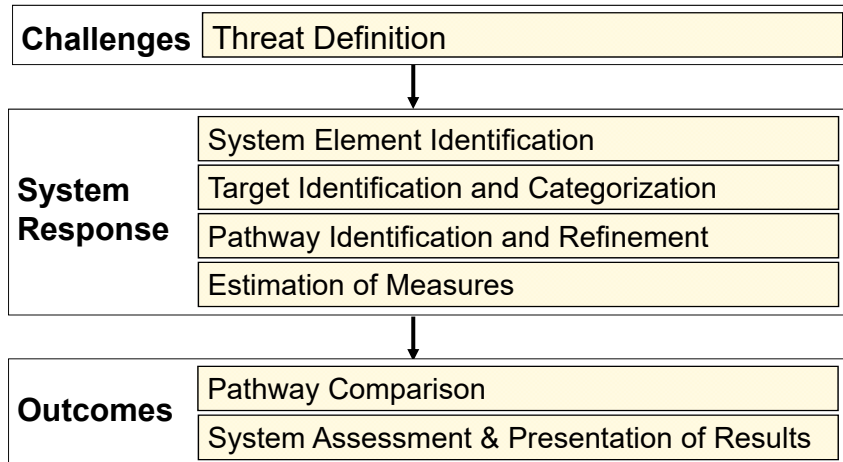 Challenges
Threat Definition
System
Response
System Element Identification
Target Identification and Categorization
Pathway Identification and Refinement
Estimation of Measures
Outcomes
Pathway Comparison
System Assessment & Presentation of Results